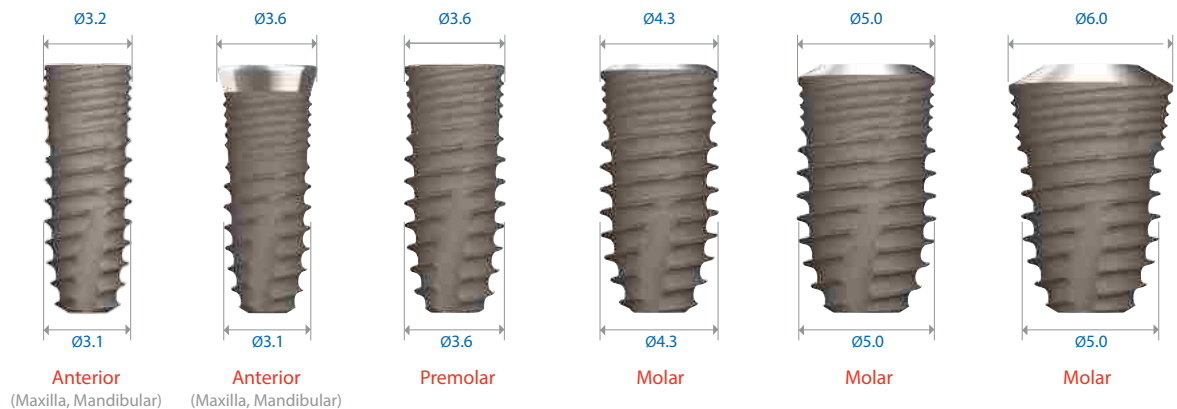 Ø3.2 Ø3.6 Ø3.6 Ø4.3 Ø5.0 Ø6.0
Ø3.1 Ø3.1 Ø3.6 Ø4.3 Ø5.0 Ø5.0
Anterior Anterior Premolar Molar Molar Molar
(Maxilla, Mandibular) (Maxilla, Mandibular)